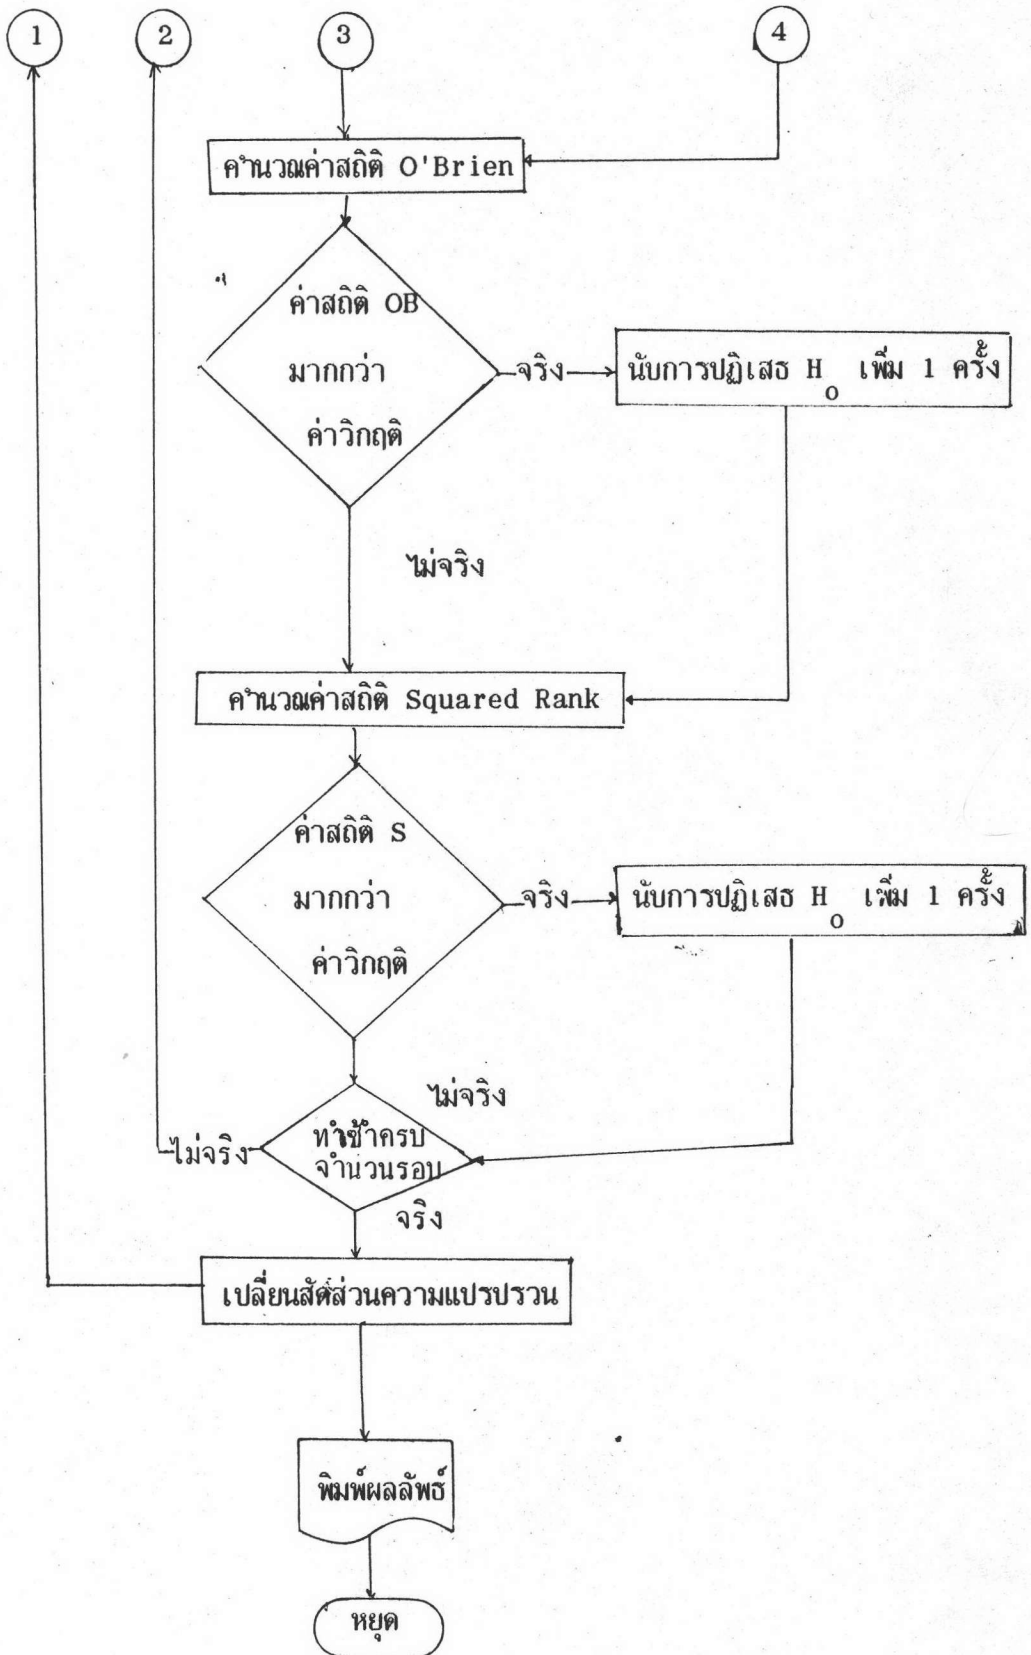 1 2 3 4
คำนวณค่าสถิติ O'Brien
ค่าสถิติ OB
มากกว่า
ค่าวิกฤติ
จริง
นับการปฏิเสธ H₀ เพิ่ม 1 ครั้ง
ไม่จริง
คำนวณค่าสถิติ Squared Rank
ค่าสถิติ S
มากกว่า
ค่าวิกฤติ
จริง
นับการปฏิเสธ H₀ เพิ่ม 1 ครั้ง
ไม่จริง
ทำซ้ำครบ
จำนวนรอบ
ไม่จริง
จริง
เปลี่ยนสัดส่วนความแปรปรวน
พิมพ์ผลลัพธ์
หยุด